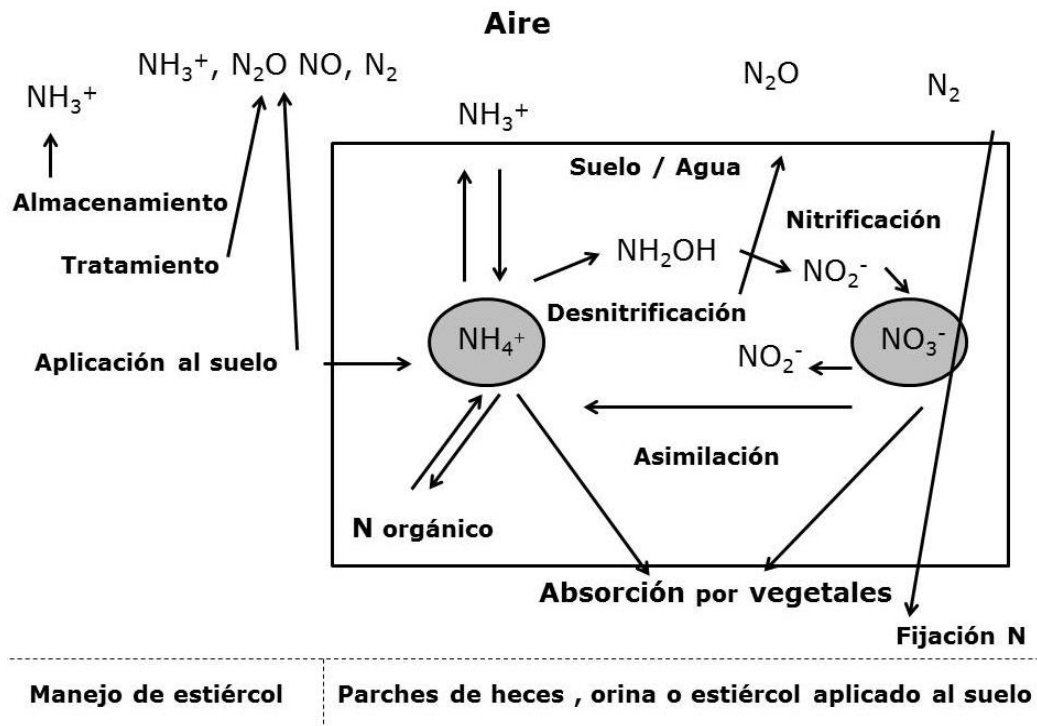 Aire
NH₃⁺, N₂O NO, N₂
N₂O
N₂
NH₃⁺
NH₃⁺
Suelo / Agua
Almacenamiento
Nitrificación
Tratamiento
NH₂OH
NO₂⁻
Desnitrificación
NH₄⁺
NO₃⁻
Aplicación al suelo
NO₂⁻
Asimilación
N orgánico
Absorción por vegetales
Fijación N
Manejo de estiércol
Parches de heces , orina o estiércol aplicado al suelo